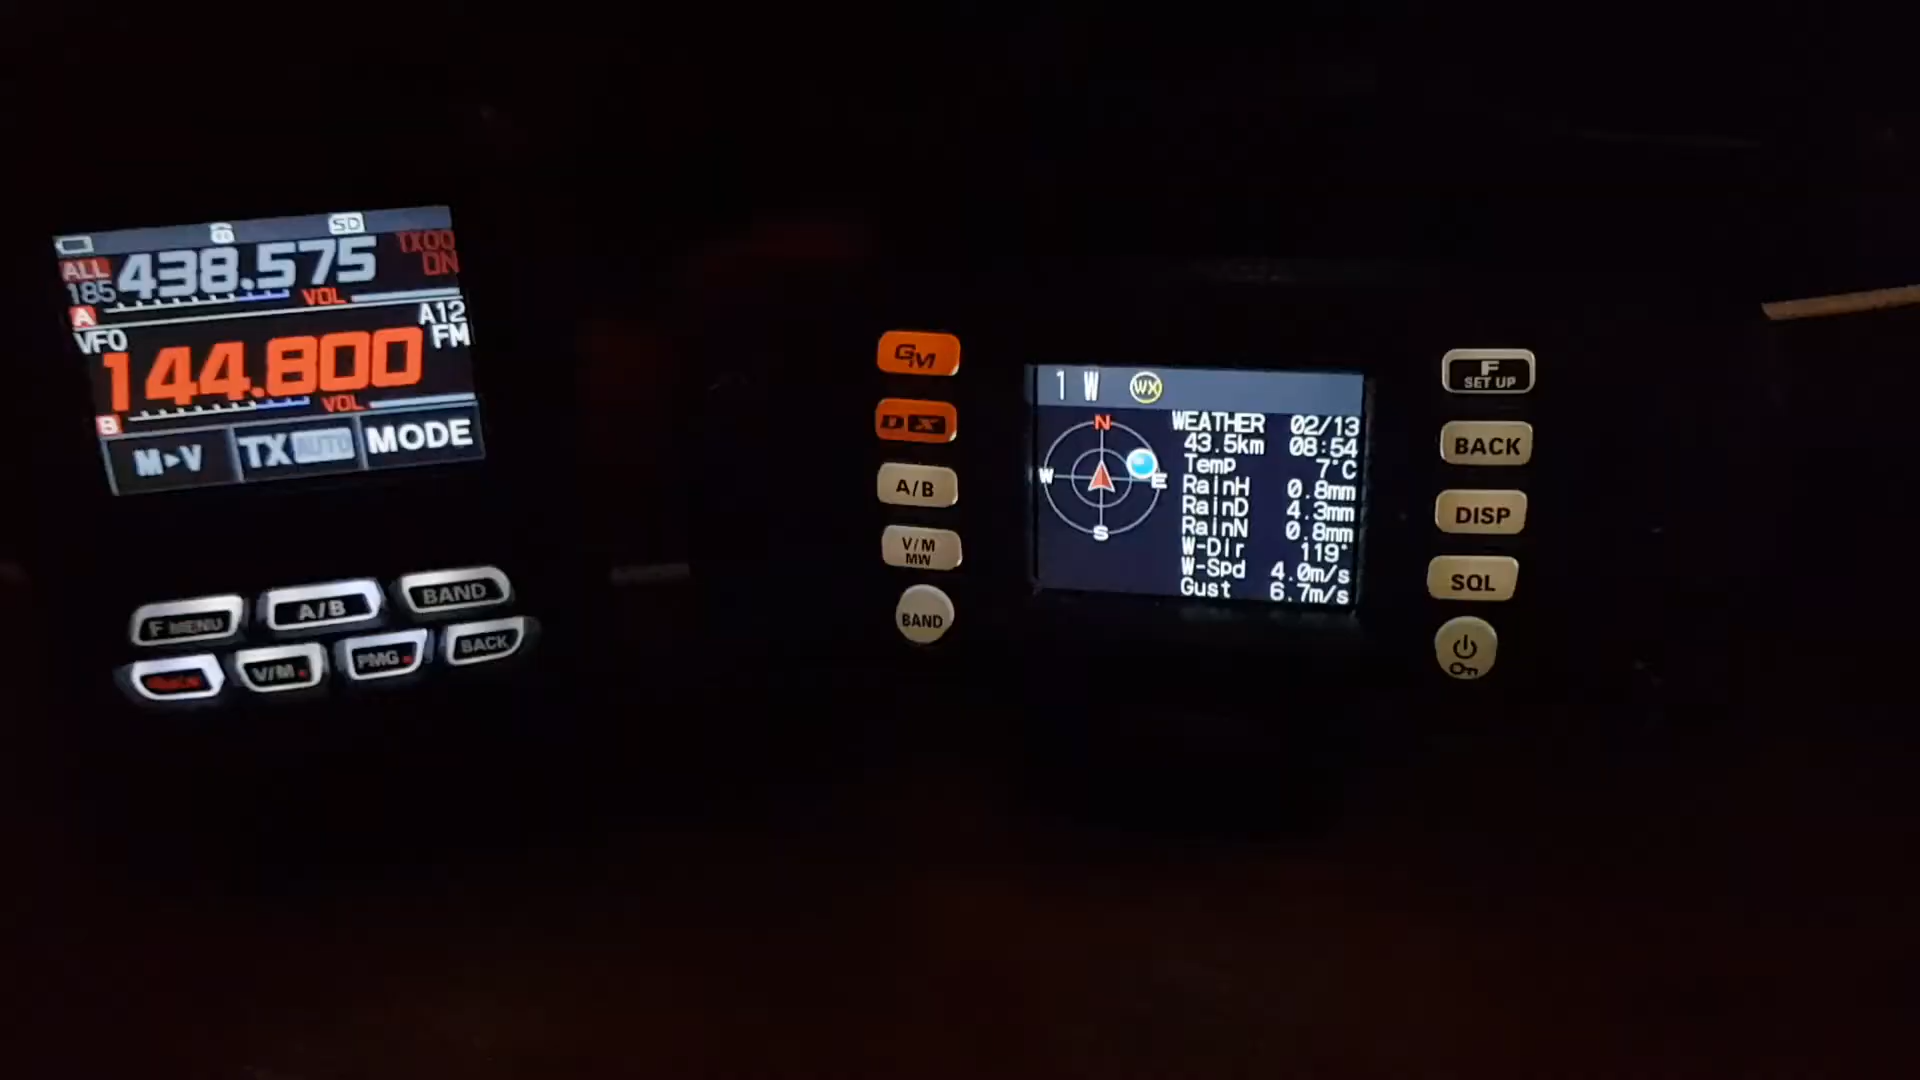 SD
ALL 438.575 TX00
185 ON
VOL
A
VFO A12
144.800 FM
VOL
B
M▶V TX AUTO MODE
F MENU A/B BAND
V/M PMG BACK
GM
DX
A/B
V/M
MW
BAND
1 W WX
N
W E
S
WEATHER 02/13
43.5km 08:54
Temp 7°C
RainH 0.8mm
RainD 4.3mm
RainN 0.8mm
W-Dir 119°
W-Spd 4.0m/s
Gust 6.7m/s
F
SET UP
BACK
DISP
SQL